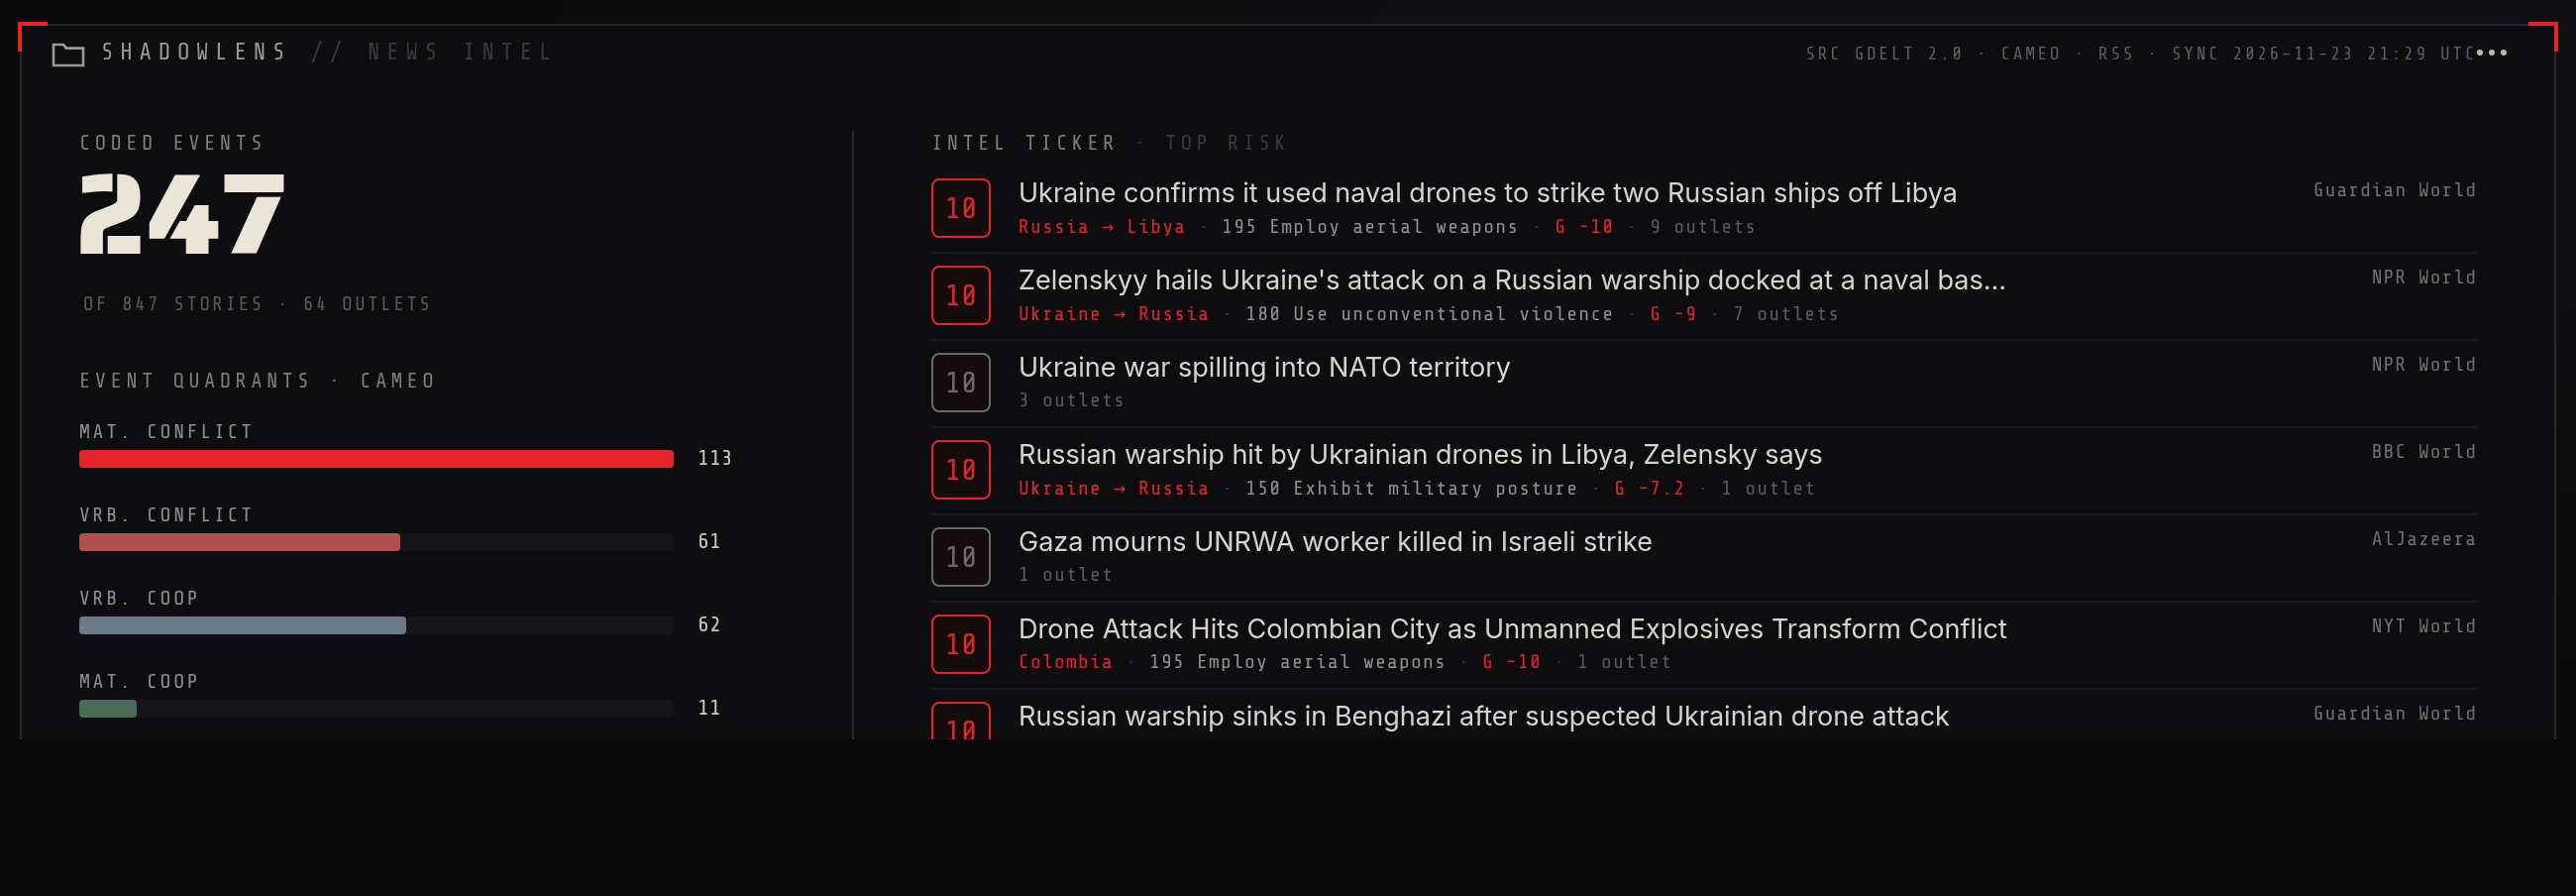 SHADOWLENS // NEWS INTEL
SRC GDELT 2.0 · CAMEO · RSS · SYNC 2026-11-23 21:29 UTC
CODED EVENTS
247
OF 847 STORIES · 64 OUTLETS
EVENT QUADRANTS · CAMEO
MAT. CONFLICT
113
VRB. CONFLICT
61
VRB. COOP
62
MAT. COOP
11
INTEL TICKER · TOP RISK
10 Ukraine confirms it used naval drones to strike two Russian ships off Libya Guardian World
Russia → Libya · 195 Employ aerial weapons · G -10 · 9 outlets
10 Zelenskyy hails Ukraine's attack on a Russian warship docked at a naval bas... NPR World
Ukraine → Russia · 180 Use unconventional violence · G -9 · 7 outlets
10 Ukraine war spilling into NATO territory NPR World
3 outlets
10 Russian warship hit by Ukrainian drones in Libya, Zelensky says BBC World
Ukraine → Russia · 150 Exhibit military posture · G -7.2 · 1 outlet
10 Gaza mourns UNRWA worker killed in Israeli strike AlJazeera
1 outlet
10 Drone Attack Hits Colombian City as Unmanned Explosives Transform Conflict NYT World
Colombia · 195 Employ aerial weapons · G -10 · 1 outlet
10 Russian warship sinks in Benghazi after suspected Ukrainian drone attack Guardian World